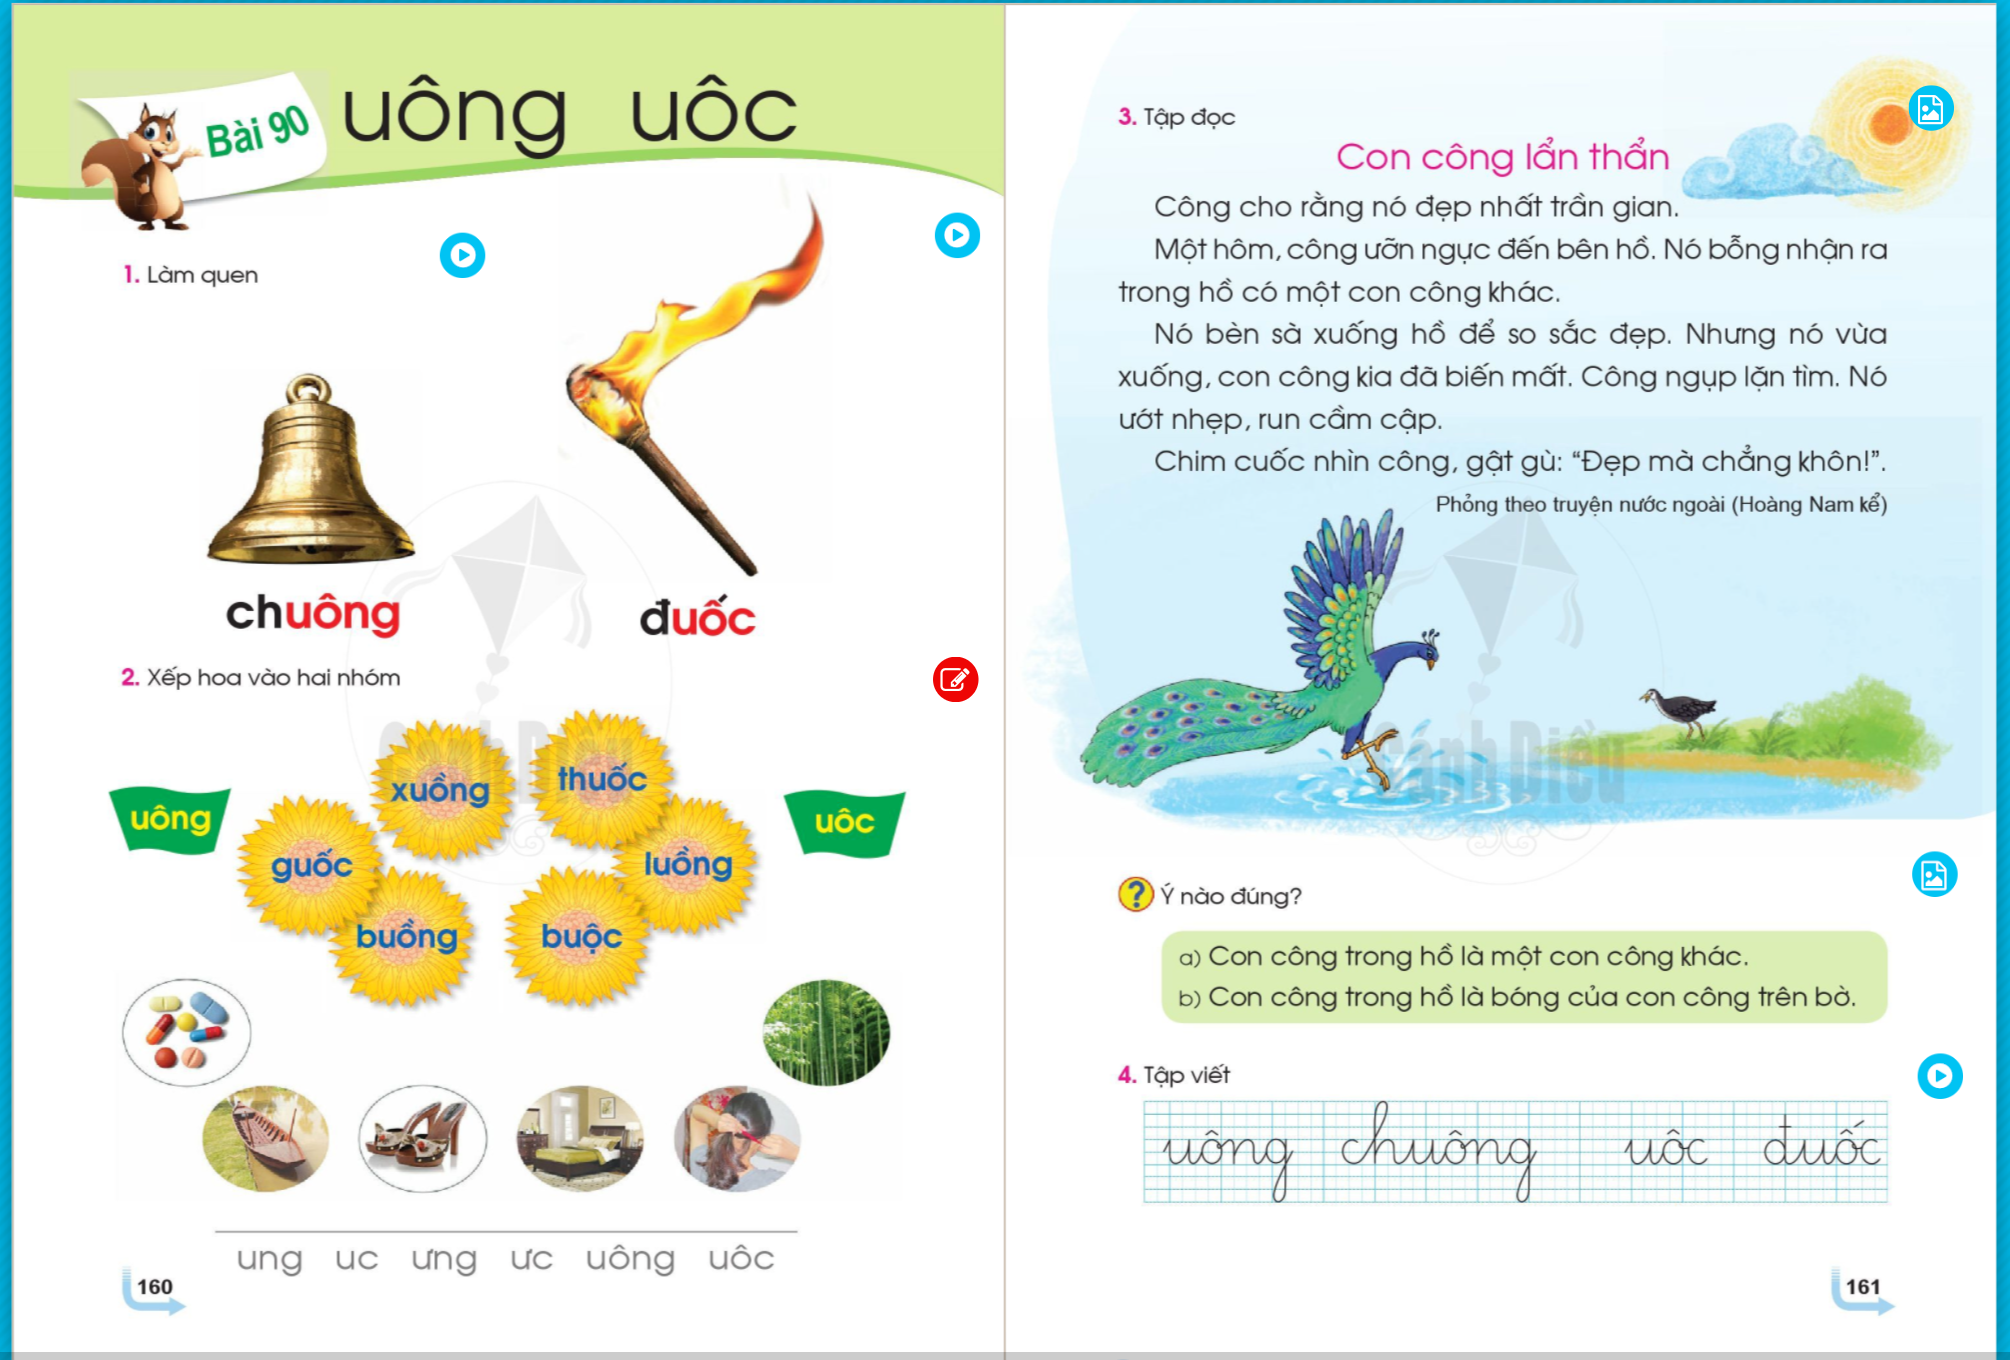 Bài 90
uông uôc
1. Làm quen
chuông
đuốc
2. Xếp hoa vào hai nhóm
uông
xuồng
thuốc
uôc
guốc
luồng
buồng
buộc
Cánh Diều
ung uc ưng ưc uông uôc
160
3. Tập đọc
Con công lẩn thẩn
Công cho rằng nó đẹp nhất trần gian.
Một hôm, công ưỡn ngực đến bên hồ. Nó bỗng nhận ra
trong hồ có một con công khác.
Nó bèn sà xuống hồ để so sắc đẹp. Nhưng nó vừa
xuống, con công kia đã biến mất. Công ngụp lặn tìm. Nó
ướt nhẹp, run cầm cập.
Chim cuốc nhìn công, gật gù: “Đẹp mà chẳng khôn!”.
Phỏng theo truyện nước ngoài (Hoàng Nam kể)
Cánh Diều
? Ý nào đúng?
a) Con công trong hồ là một con công khác.
b) Con công trong hồ là bóng của con công trên bờ.
4. Tập viết
uông chuông uôc đuốc
161